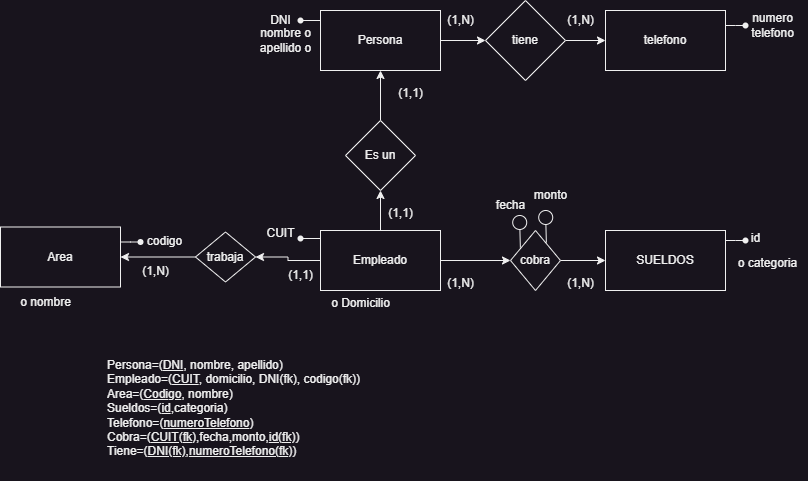 DNI
nombre o
apellido o
Persona
(1,N)
tiene
(1,N)
telefono
numero
telefono
(1,1)
Es un
(1,1)
Area
codigo
(1,N)
o nombre
trabaja
CUIT
(1,1)
Empleado
o Domicilio
(1,N)
fecha
monto
cobra
(1,N)
SUELDOS
id
o categoria
Persona=(DNI, nombre, apellido)
Empleado=(CUIT, domicilio, DNI(fk), codigo(fk))
Area=(Codigo, nombre)
Sueldos=(id,categoria)
Telefono=(numeroTelefono)
Cobra=(CUIT(fk),fecha,monto,id(fk))
Tiene=(DNI(fk),numeroTelefono(fk))